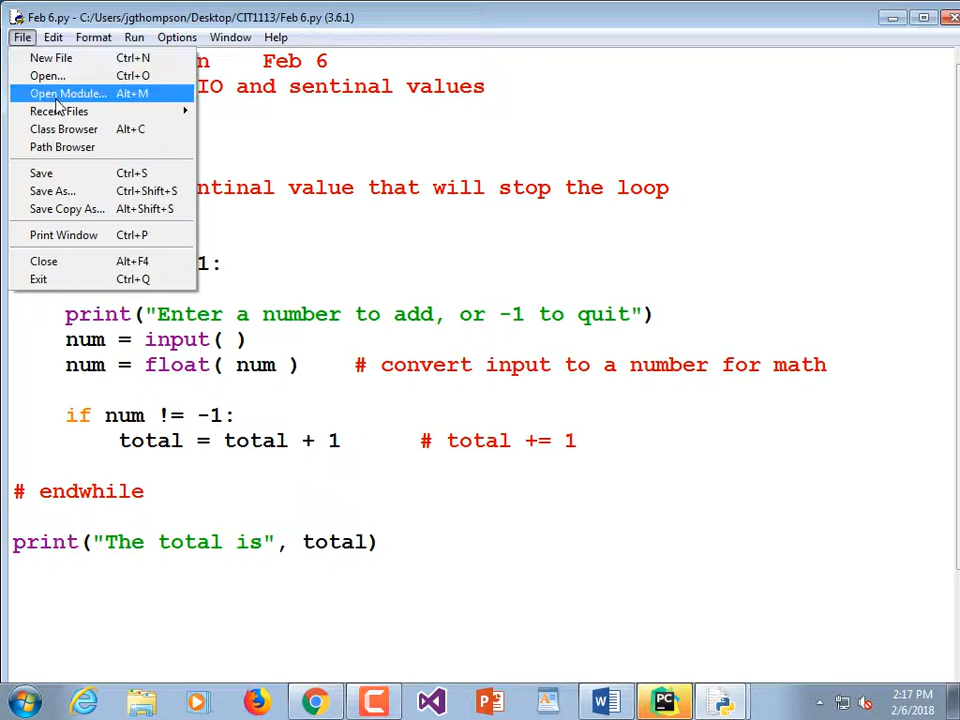 Feb 6.py - C:/Users/jgthompson/Desktop/CIT1113/Feb 6.py (3.6.1)
File Edit Format Run Options Window Help
New File Ctrl+N
Open... Ctrl+O
Open Module... Alt+M
Recent Files
Class Browser Alt+C
Path Browser
Save Ctrl+S
Save As... Ctrl+Shift+S
Save Copy As... Alt+Shift+S
Print Window Ctrl+P
Close Alt+F4
Exit Ctrl+Q
n Feb 6
IO and sentinal values
ntinal value that will stop the loop
1:
print("Enter a number to add, or -1 to quit")
num = input( )
num = float( num ) # convert input to a number for math
if num != -1:
total = total + 1 # total += 1
# endwhile
print("The total is", total)
2:17 PM
2/6/2018